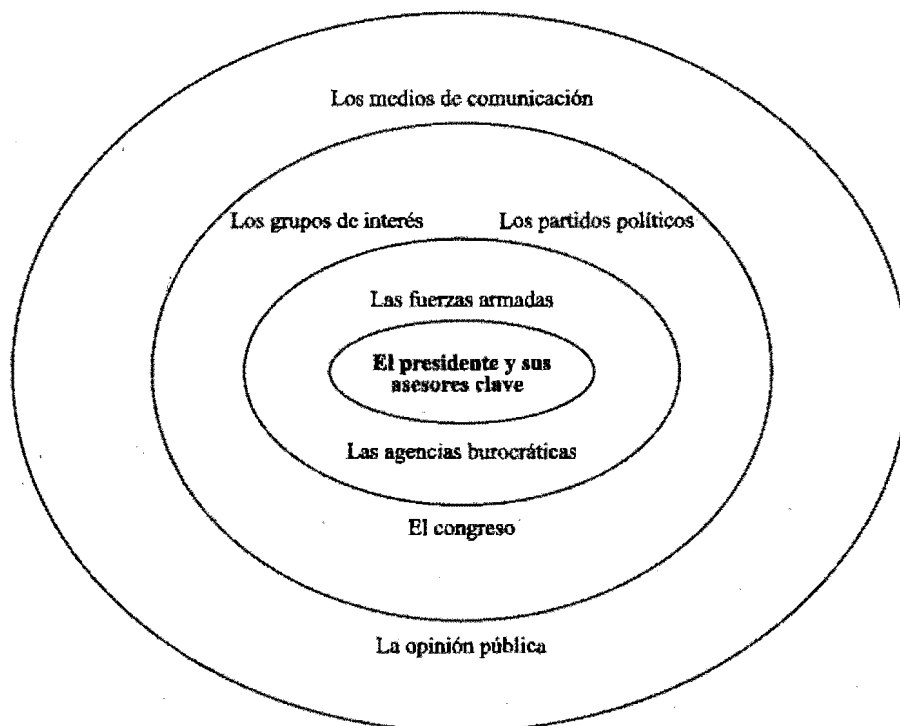 Los medios de comunicación
Los grupos de interés Los partidos políticos
Las fuerzas armadas
El presidente y sus
asesores clave
Las agencias burocráticas
El congreso
La opinión pública